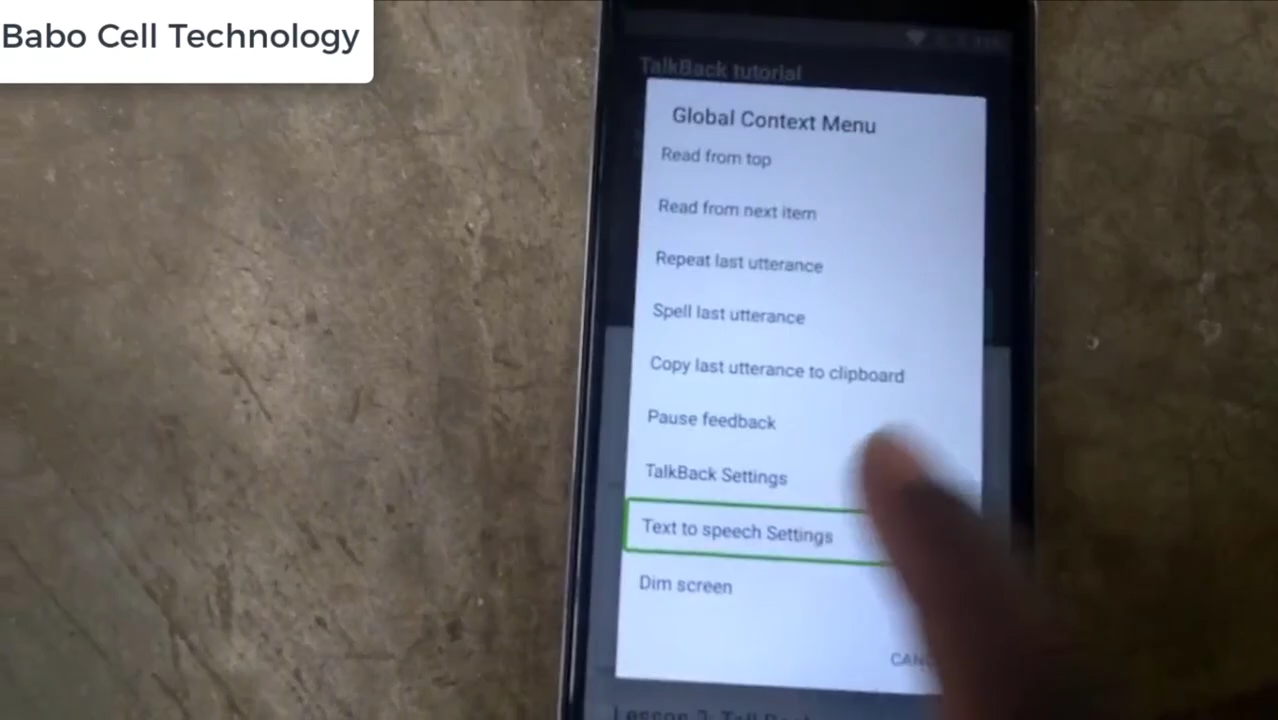 Babo Cell Technology
TalkBack tutorial
Global Context Menu
Read from top
Read from next item
Repeat last utterance
Spell last utterance
Copy last utterance to clipboard
Pause feedback
TalkBack Settings
Text to speech Settings
Dim screen